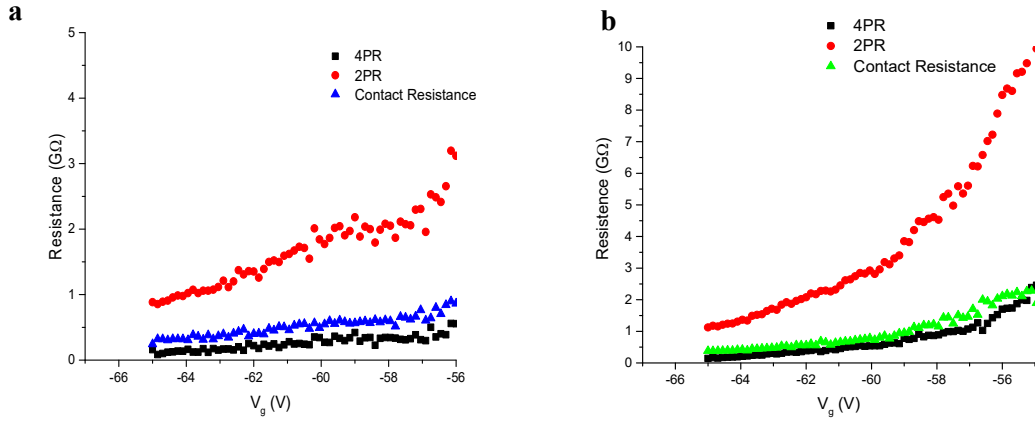 a
5
4
3
2
1
0
Resistance (GΩ)
4PR
2PR
Contact Resistance
-66
-64
-62
-60
-58
-56
Vg (V)
b
10
9
8
7
6
5
4
3
2
1
0
Resistence (GΩ)
4PR
2PR
Contact Resistance
-66
-64
-62
-60
-58
-56
Vg (V)